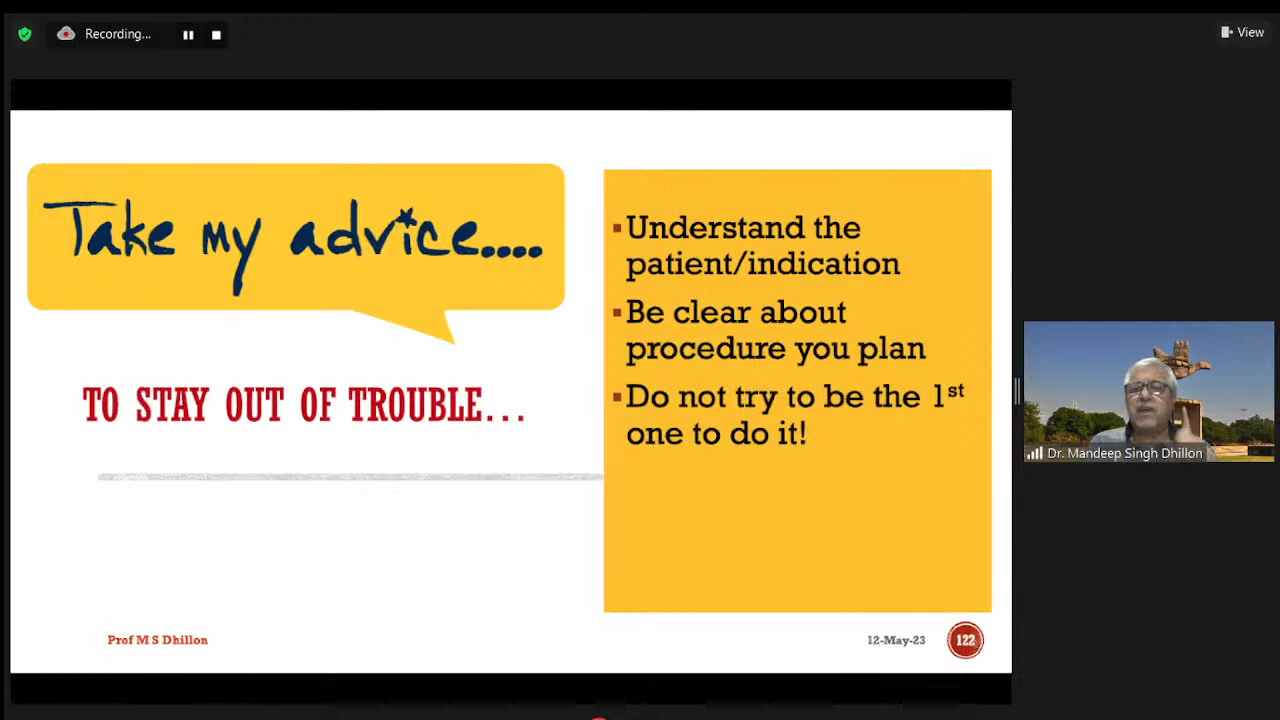 Recording...
View
Take my advice....
TO STAY OUT OF TROUBLE...
▪Understand the
patient/indication
▪Be clear about
procedure you plan
▪Do not try to be the 1st
one to do it!
Dr. Mandeep Singh Dhillon
Prof M S Dhillon
12-May-23
122